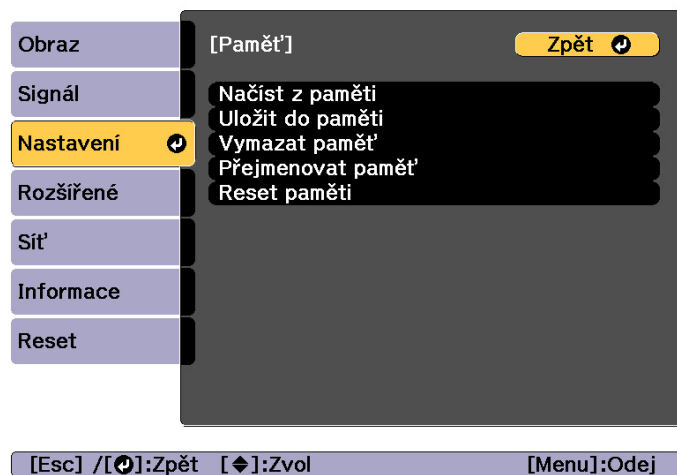 Obraz
Signál
Nastavení
Rozšířené
Síť
Informace
Reset
[Paměť]
Zpět
Načíst z paměti
Uložit do paměti
Vymazat paměť
Přejmenovat paměť
Reset paměti
[Esc] /[⏎]:Zpět [◆]:Zvol [Menu]:Odej